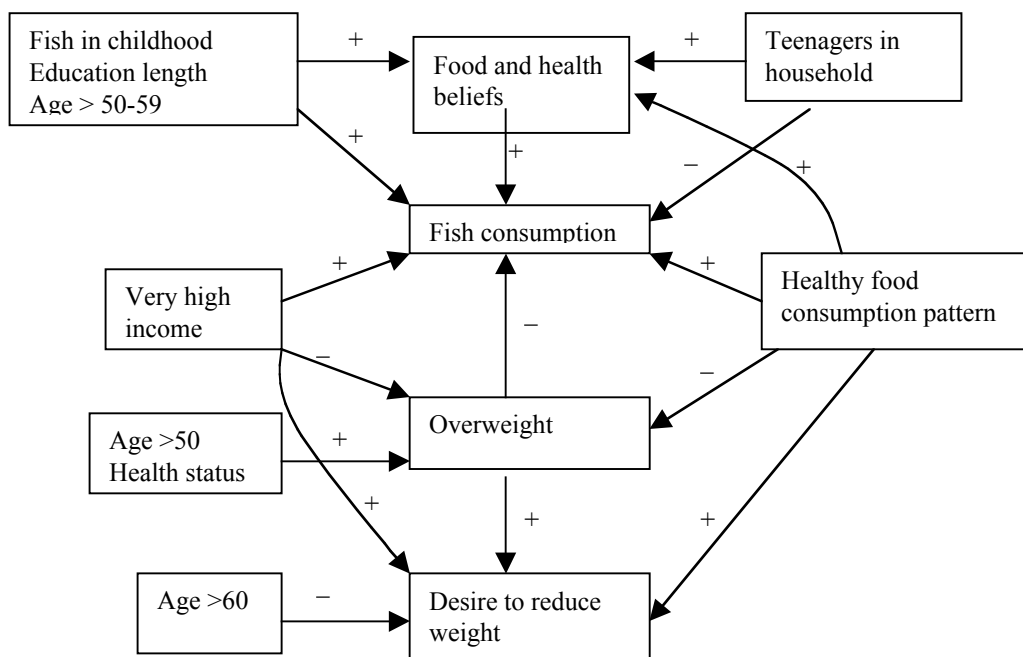 Fish in childhood
Education length
Age > 50-59
+
+
Food and health
beliefs
+
Teenagers in
household
+
−
+
Fish consumption
+
+
Very high
income
Healthy food
consumption pattern
−
−
−
Overweight
Age >50
Health status
+
+
+
+
Age >60
−
Desire to reduce
weight